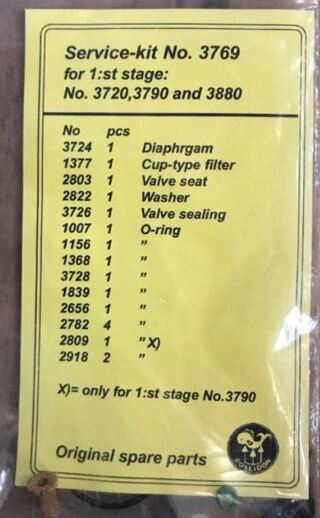 Service-kit No. 3769
for 1:st stage:
No. 3720,3790 and 3880
No pcs
3724 1 Diaphrgam
1377 1 Cup-type filter
2803 1 Valve seat
2822 1 Washer
3726 1 Valve sealing
1007 1 O-ring
1156 1 ”
1368 1 ”
3728 1 ”
1839 1 ”
2656 1 ”
2782 4 ”
2809 1 ” X)
2918 2 ”
X)= only for 1:st stage No.3790
Original spare parts
POSEIDON